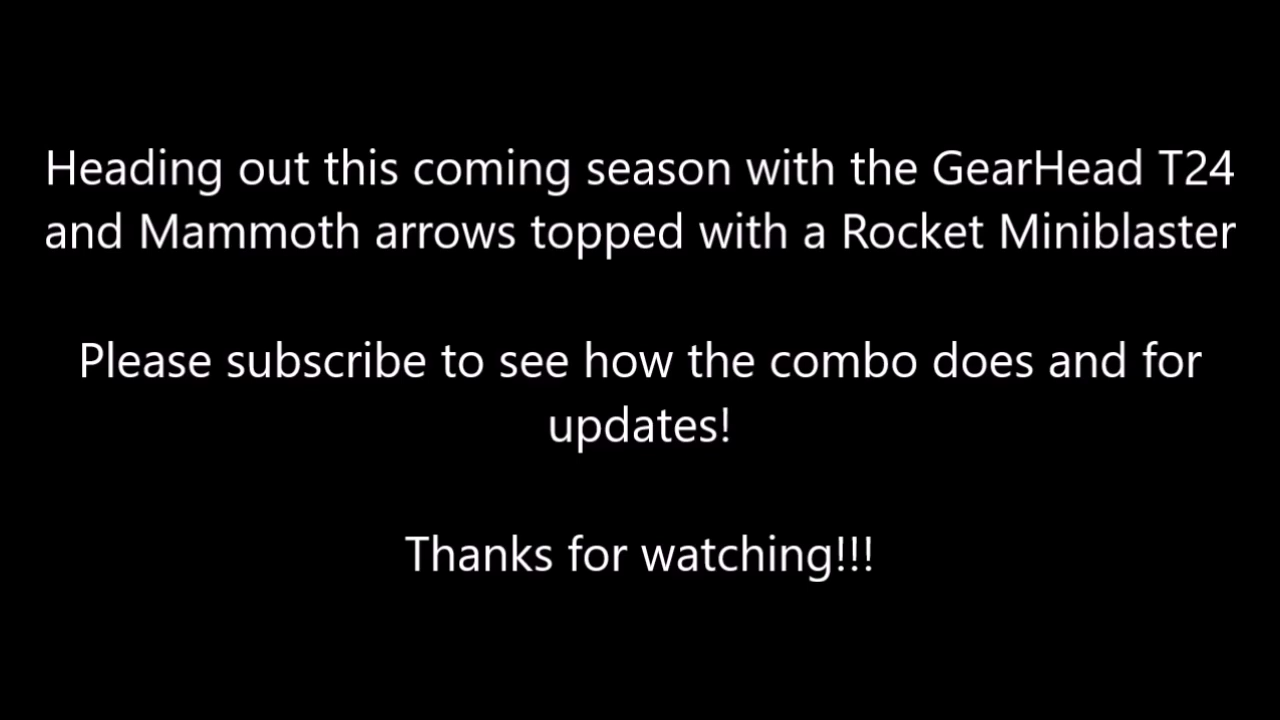 Heading out this coming season with the GearHead T24
and Mammoth arrows topped with a Rocket Miniblaster
Please subscribe to see how the combo does and for
updates!
Thanks for watching!!!